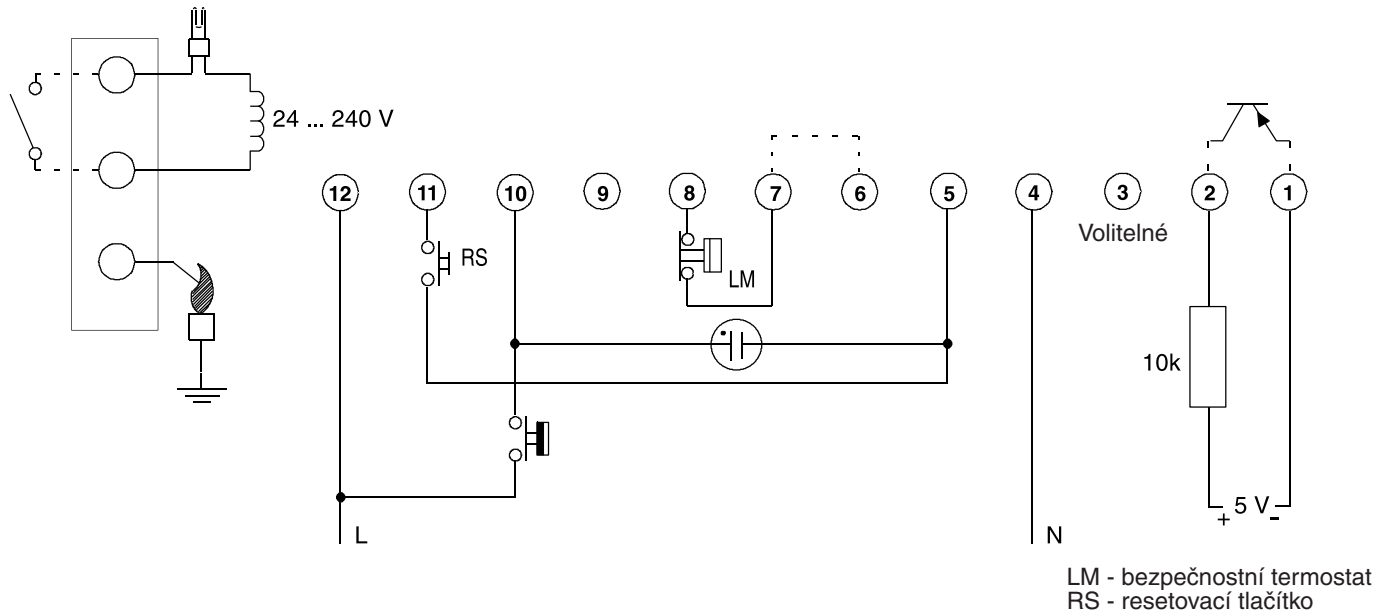 24 ... 240 V
12 11 10 9 8 7 6 5 4 3 2 1
Volitelné
RS
LM
10k
+ 5 V -
L
N
LM - bezpečnostní termostat
RS - resetovací tlačítko